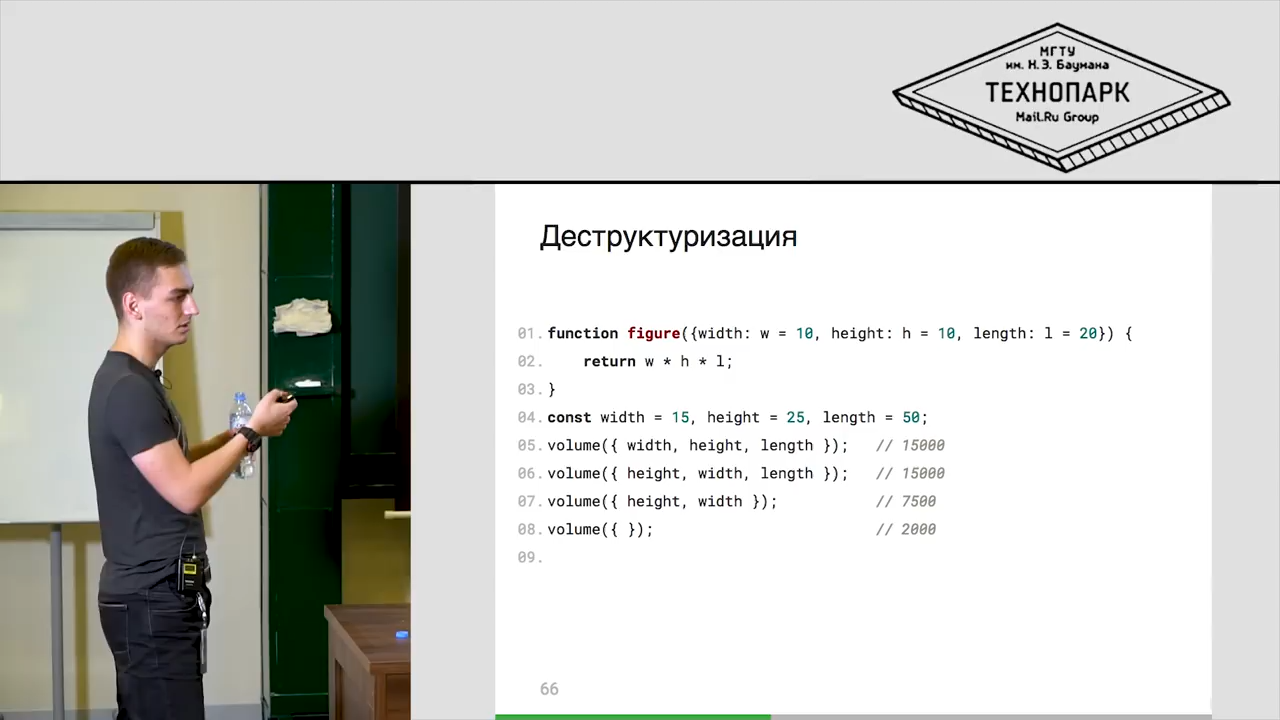 МГТУ
им. Н.Э. Баумана
ТЕХНОПАРК
Mail.Ru Group
Деструктуризация
01. function figure({width: w = 10, height: h = 10, length: l = 20}) {
02. return w * h * l;
03. }
04. const width = 15, height = 25, length = 50;
05. volume({ width, height, length }); // 15000
06. volume({ height, width, length }); // 15000
07. volume({ height, width }); // 7500
08. volume({ }); // 2000
09.
66